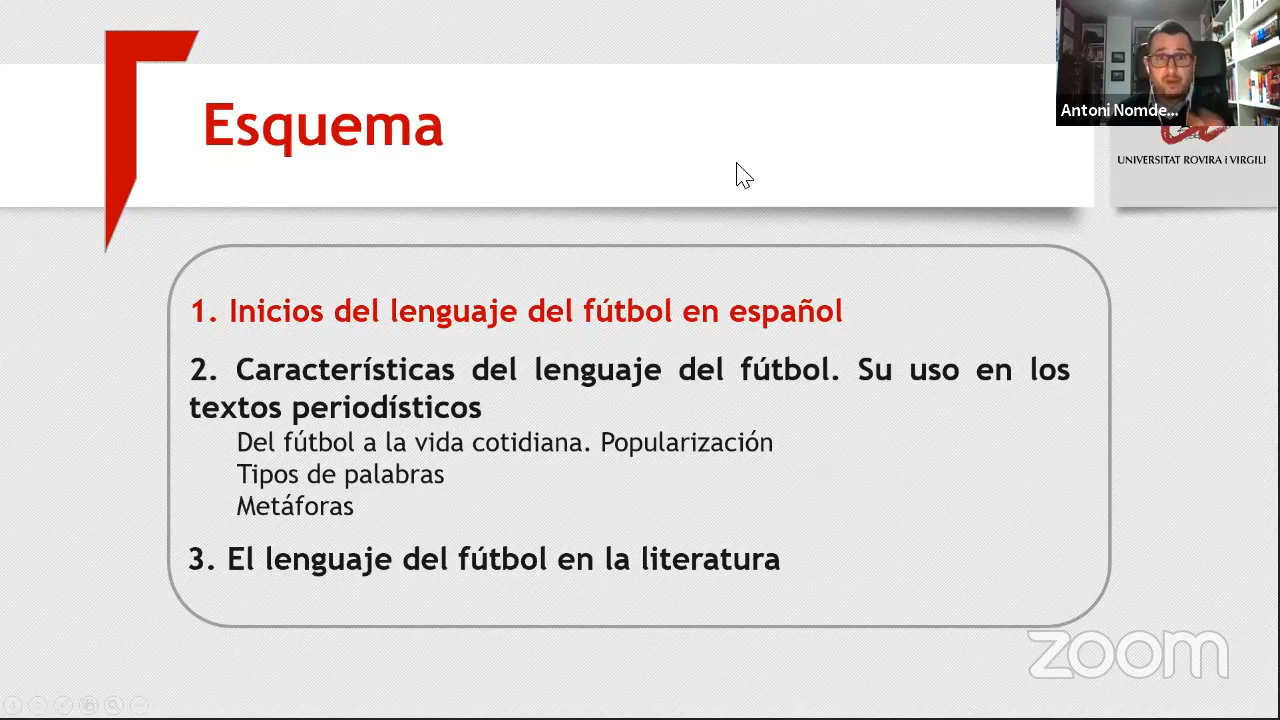 Esquema
Antoni Nomde...
UNIVERSITAT ROVIRA i VIRGILI
1. Inicios del lenguaje del fútbol en español
2. Características del lenguaje del fútbol. Su uso en los
textos periodísticos
Del fútbol a la vida cotidiana. Popularización
Tipos de palabras
Metáforas
3. El lenguaje del fútbol en la literatura
zoom